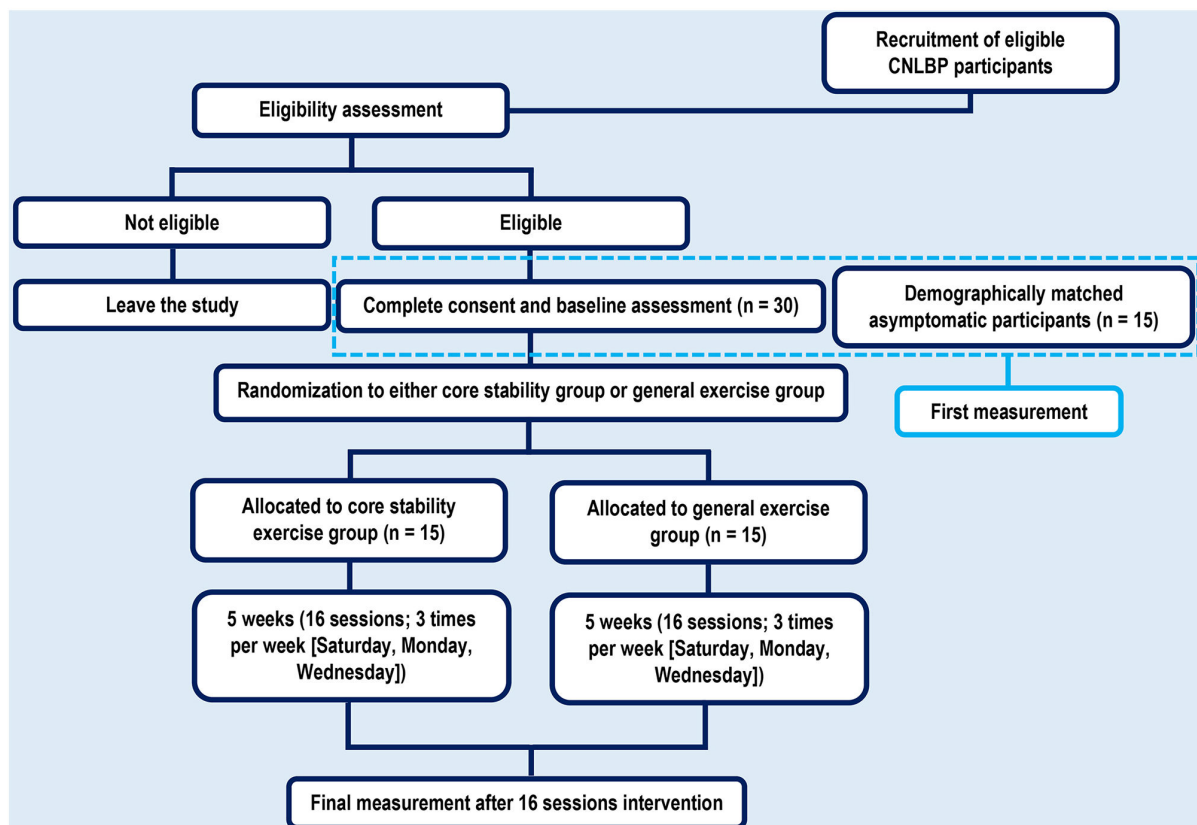 Recruitment of eligible
CNLBP participants
Eligibility assessment
Not eligible
Eligible
Leave the study
Complete consent and baseline assessment (n = 30)
Demographically matched
asymptomatic participants (n = 15)
Randomization to either core stability group or general exercise group
First measurement
Allocated to core stability
exercise group (n = 15)
Allocated to general exercise
group (n = 15)
5 weeks (16 sessions; 3 times
per week [Saturday, Monday,
Wednesday])
5 weeks (16 sessions; 3 times
per week [Saturday, Monday,
Wednesday])
Final measurement after 16 sessions intervention